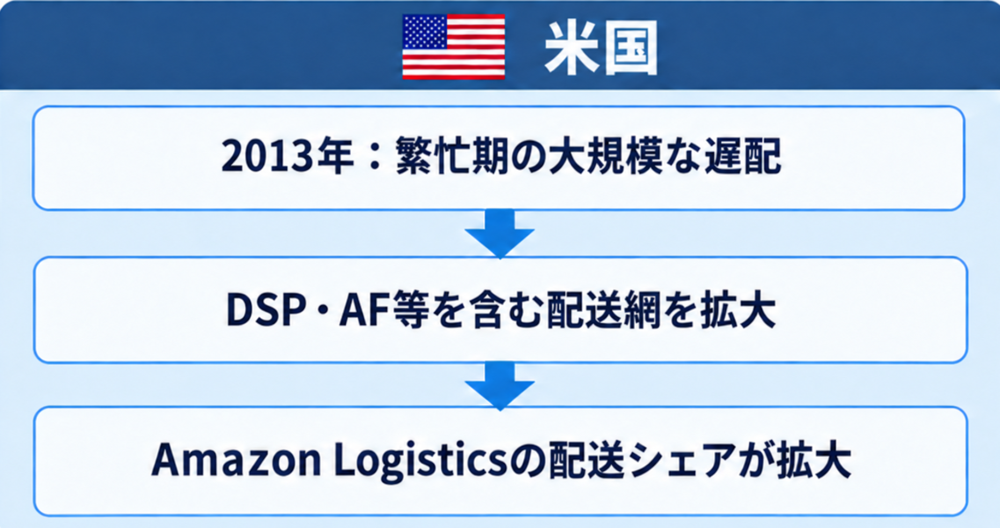 米国
2013年：繁忙期の大規模な遅配
DSP・AF等を含む配送網を拡大
Amazon Logisticsの配送シェアが拡大